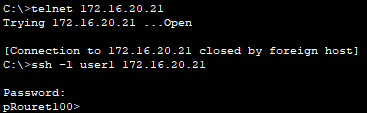 C:\>telnet 172.16.20.21
Trying 172.16.20.21 ...Open
[Connection to 172.16.20.21 closed by foreign host]
C:\>ssh -l user1 172.16.20.21
Password:
pRouret100>